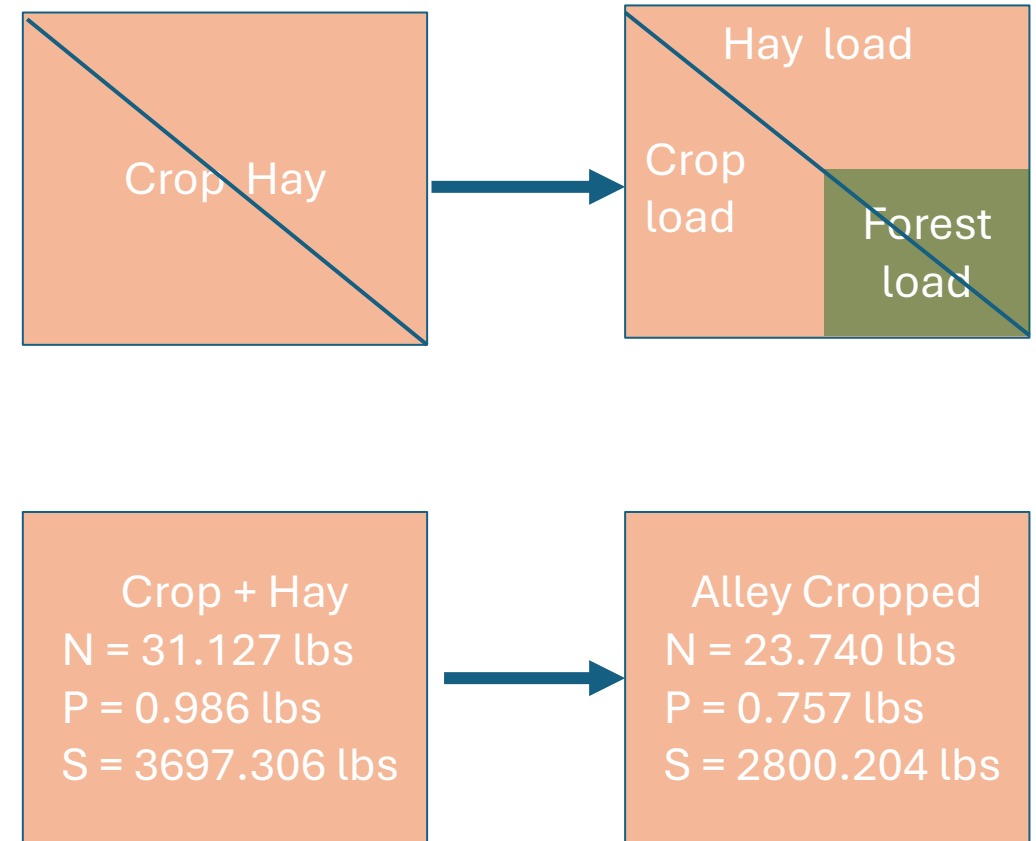 Crop Hay
Hay load
Crop
load
Forest
load
Crop + Hay
N = 31.127 lbs
P = 0.986 lbs
S = 3697.306 lbs
Alley Cropped
N = 23.740 lbs
P = 0.757 lbs
S = 2800.204 lbs